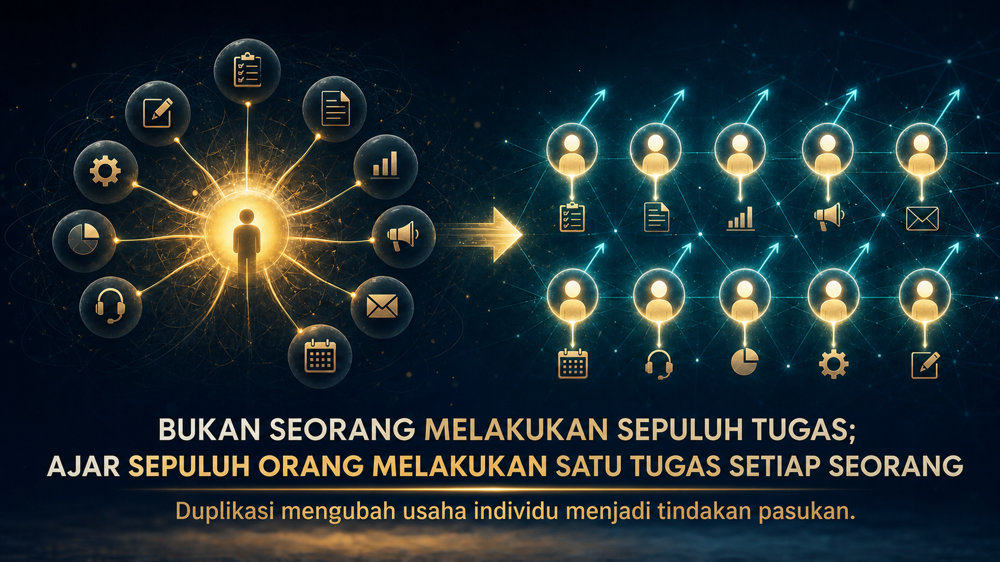 BUKAN SEORANG MELAKUKAN SEPULUH TUGAS;
AJAR SEPULUH ORANG MELAKUKAN SATU TUGAS SETIAP SEORANG
Duplikasi mengubah usaha individu menjadi tindakan pasukan.